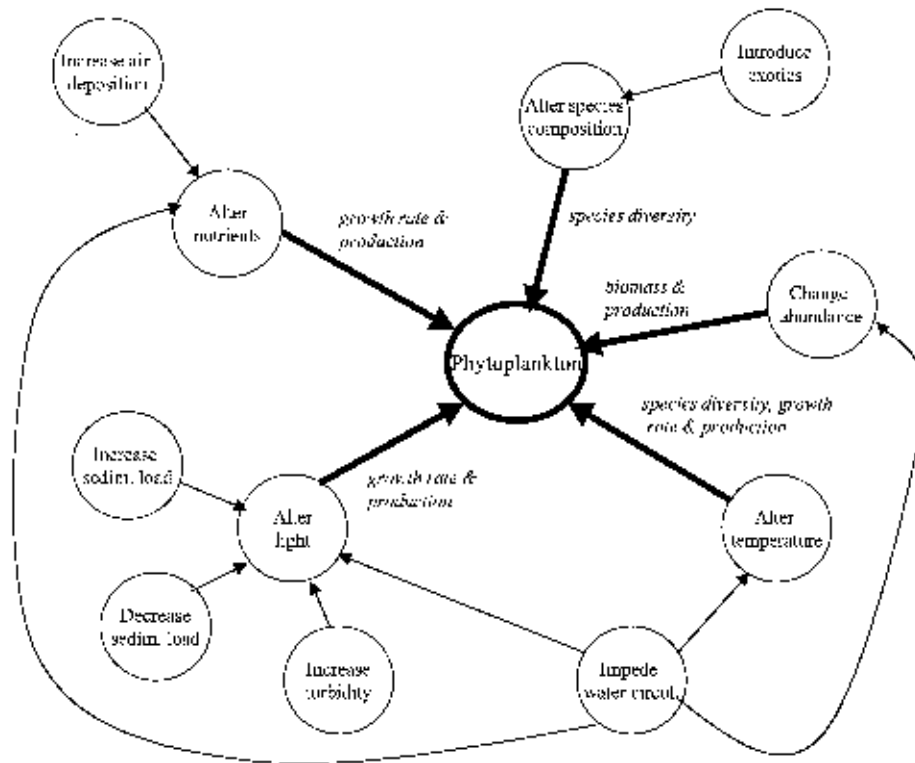 Increase air
deposition
Introduce
exotics
Alter species
composition
Alter
nutrients
growth rate &
production
species diversity
biomass &
production
Change
abundance
Phytoplankton
species diversity, growth
rate & production
Increase
sedim. load
growth rate &
production
Alter
light
Alter
temperature
Decrease
sedim. load
Increase
turbidity
Impede
water circul.